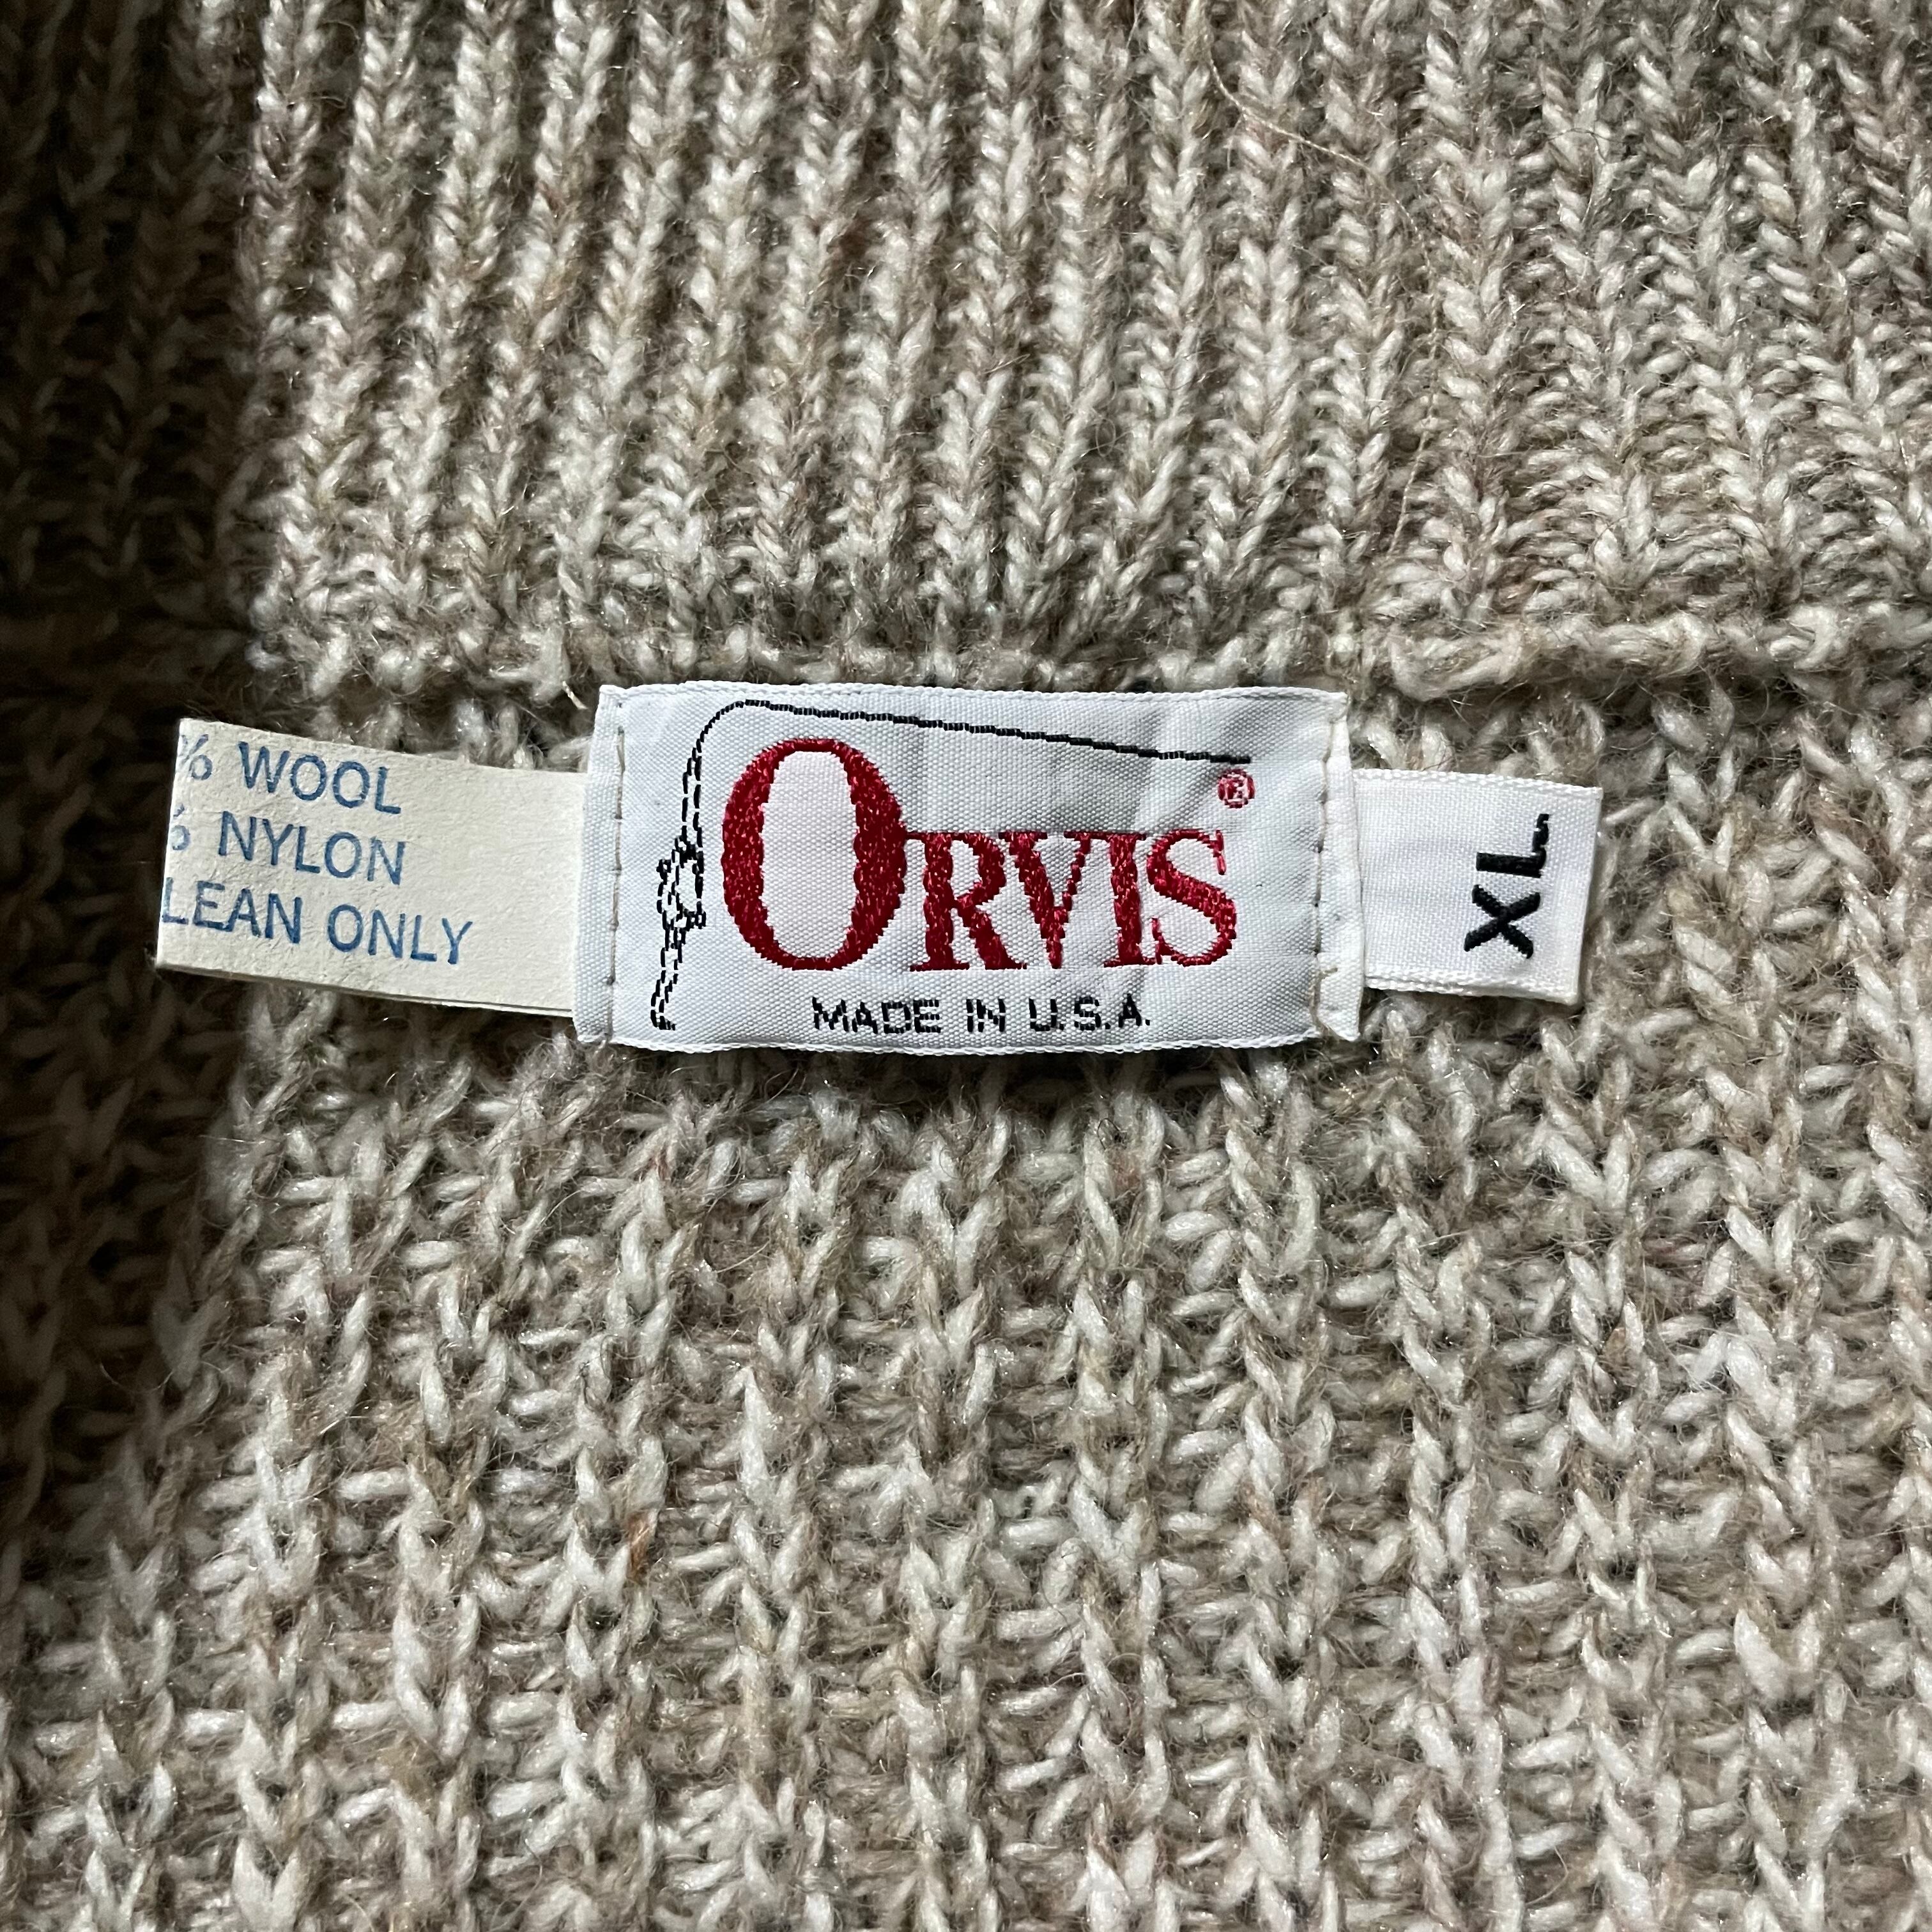 % WOOL
% NYLON
LEAN ONLY
ORVIS®
MADE IN U.S.A.
XL